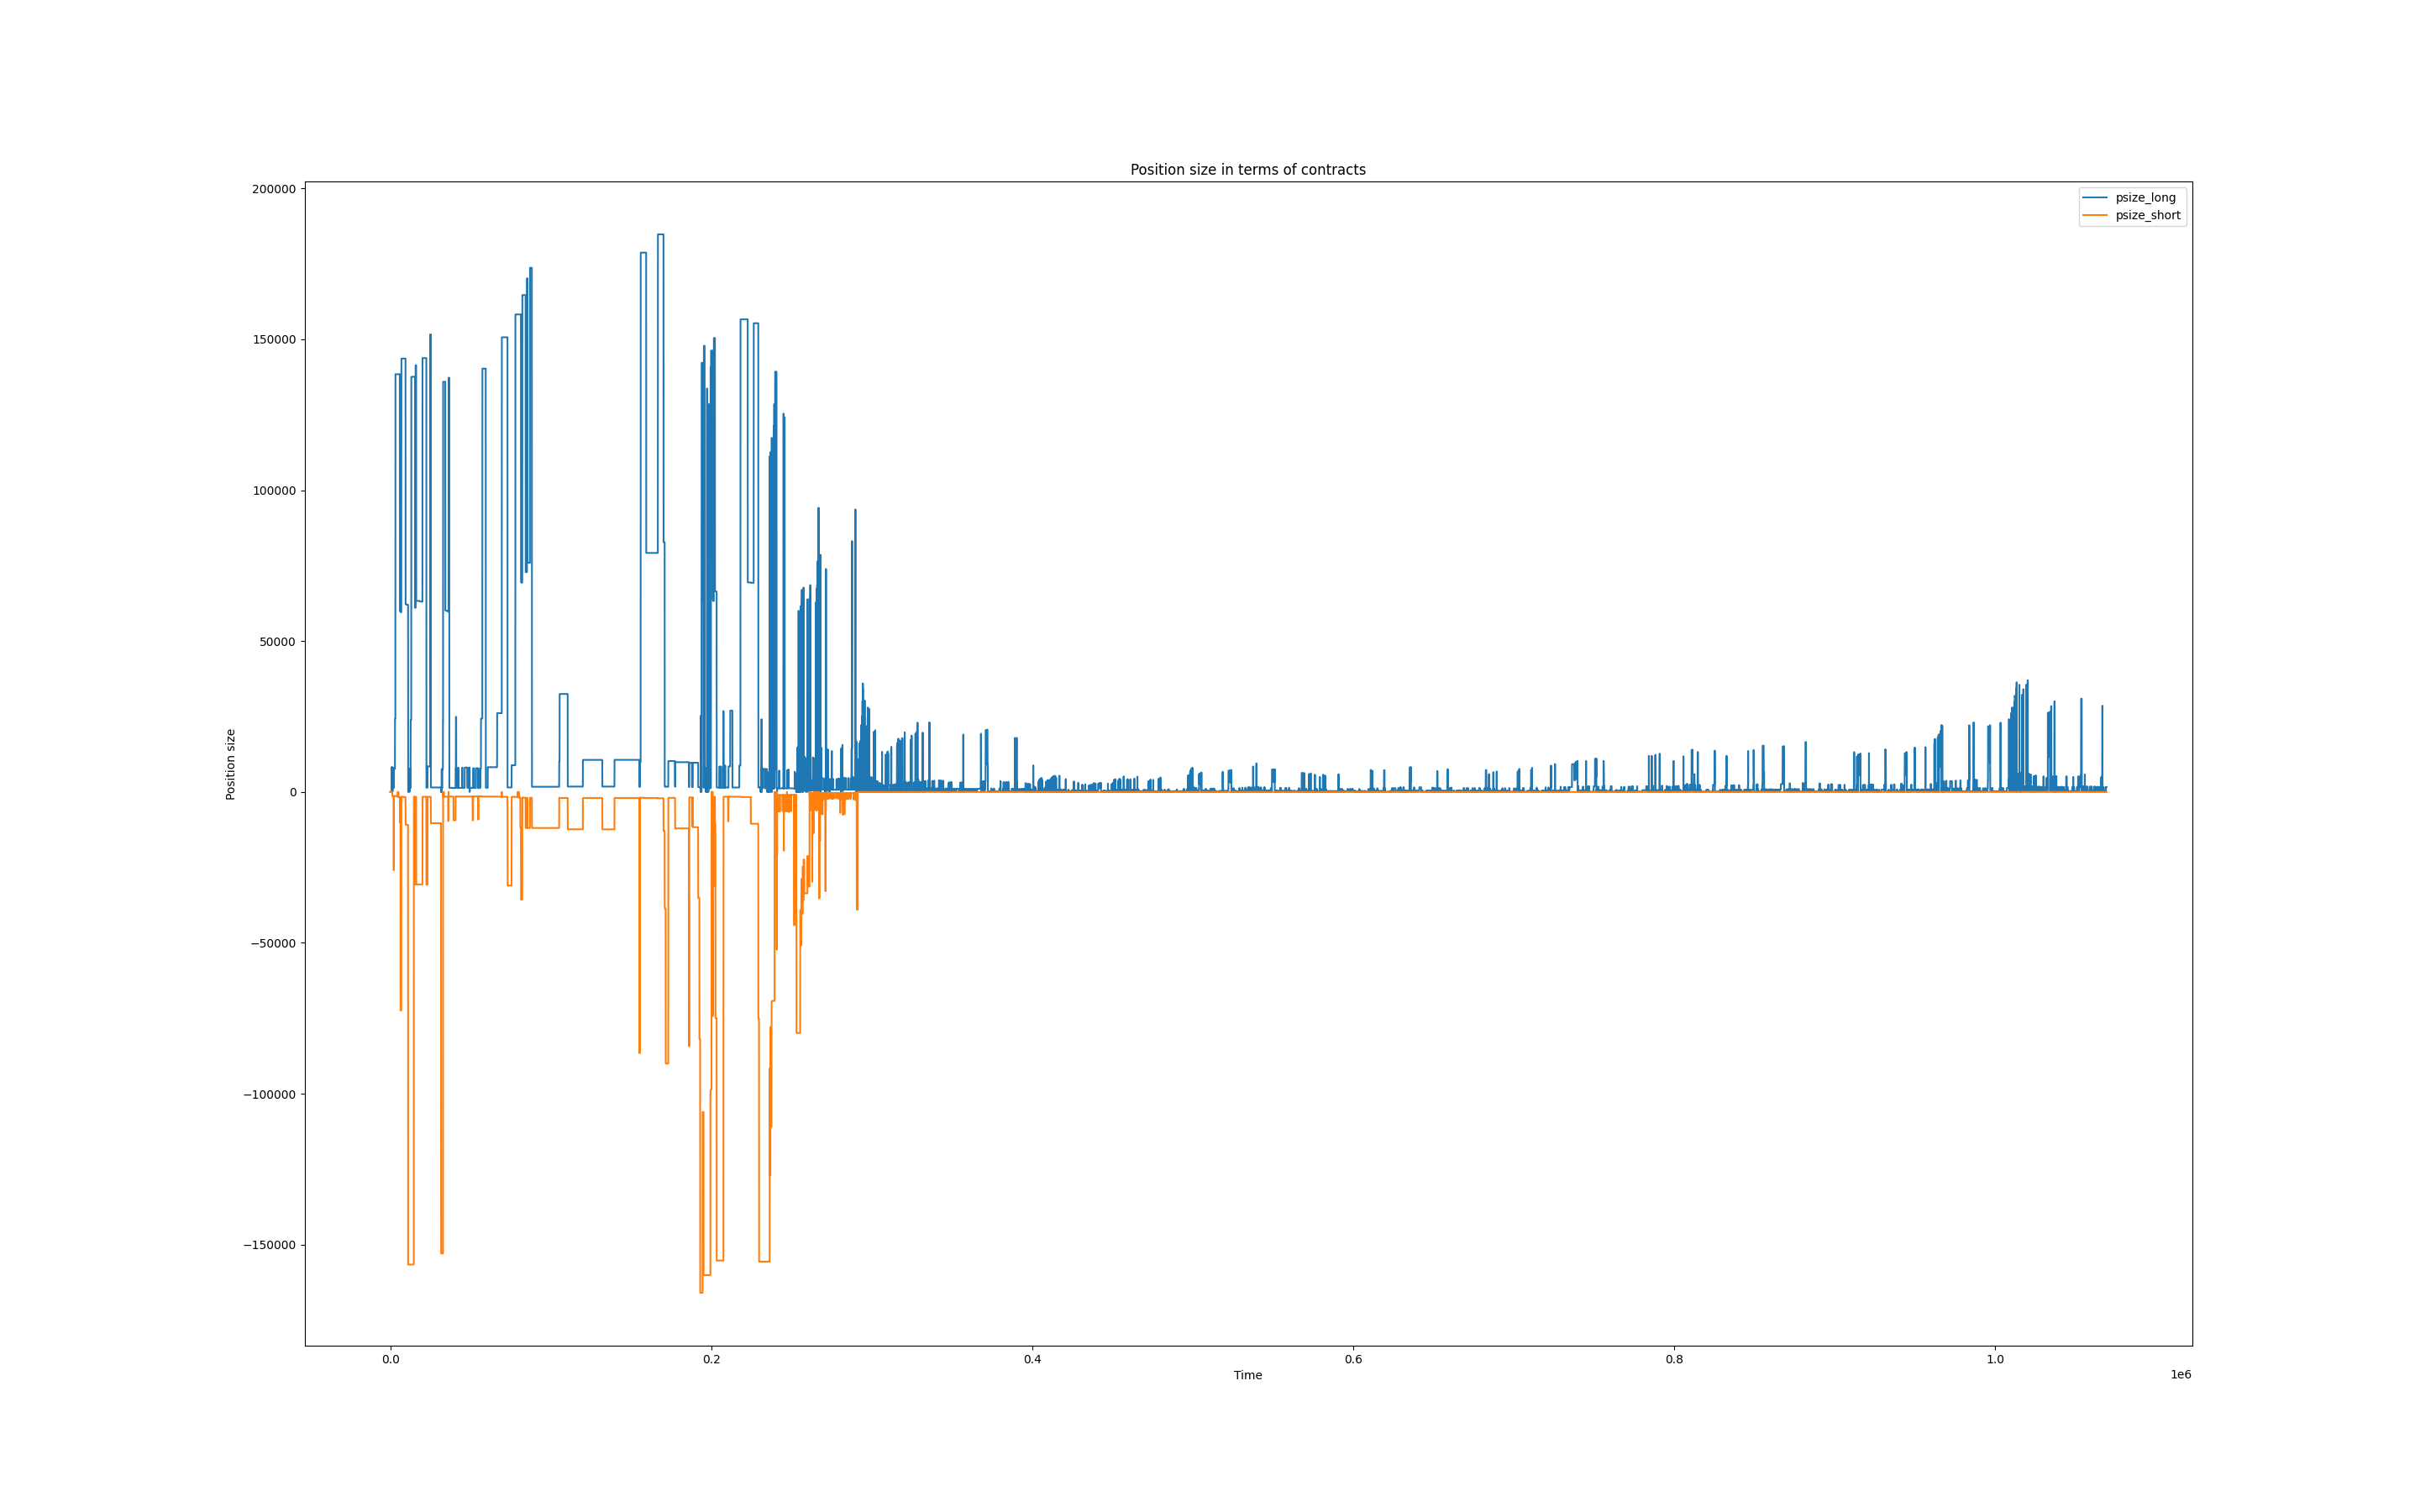 Position size in terms of contracts
psize_long
psize_short
200000
150000
100000
50000
0
−50000
−100000
−150000
Position size
0.0
0.2
0.4
0.6
0.8
1.0
1e6
Time